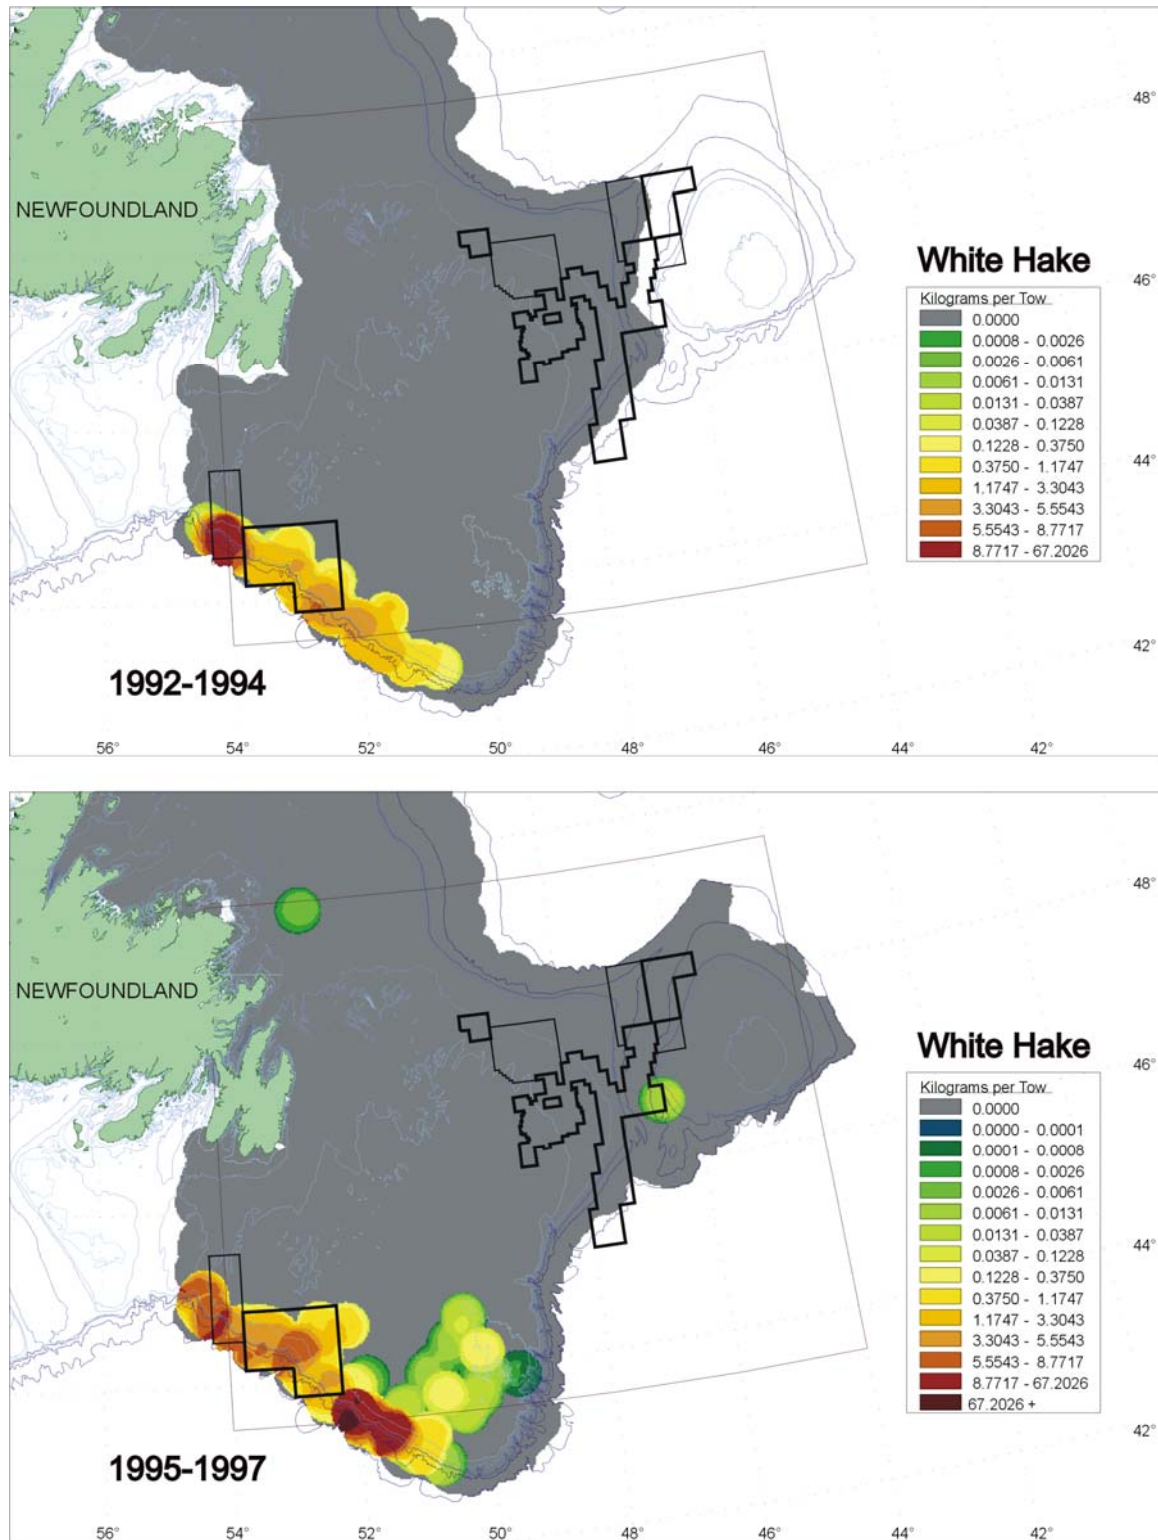 48°
NEWFOUNDLAND
White Hake
46°
Kilograms per Tow
0.0000
0.0008 - 0.0026
0.0026 - 0.0061
0.0061 - 0.0131
0.0131 - 0.0387
0.0387 - 0.1228
0.1228 - 0.3750
0.3750 - 1.1747
1.1747 - 3.3043
3.3043 - 5.5543
5.5543 - 8.7717
8.7717 - 67.2026
44°
42°
1992-1994
56° 54° 52° 50° 48° 46° 44° 42°
48°
NEWFOUNDLAND
White Hake
46°
Kilograms per Tow
0.0000
0.0000 - 0.0001
0.0001 - 0.0008
0.0008 - 0.0026
0.0026 - 0.0061
0.0061 - 0.0131
0.0131 - 0.0387
0.0387 - 0.1228
0.1228 - 0.3750
0.3750 - 1.1747
1.1747 - 3.3043
3.3043 - 5.5543
5.5543 - 8.7717
8.7717 - 67.2026
67.2026 +
44°
42°
1995-1997
56° 54° 52° 50° 48° 46° 44° 42°